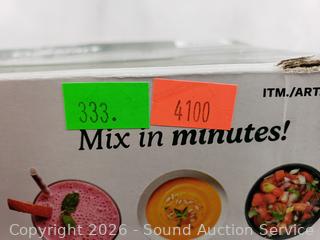 ITM./ART.
333. 4100
Mix in minutes!
Copyright 2026 - Sound Auction Service